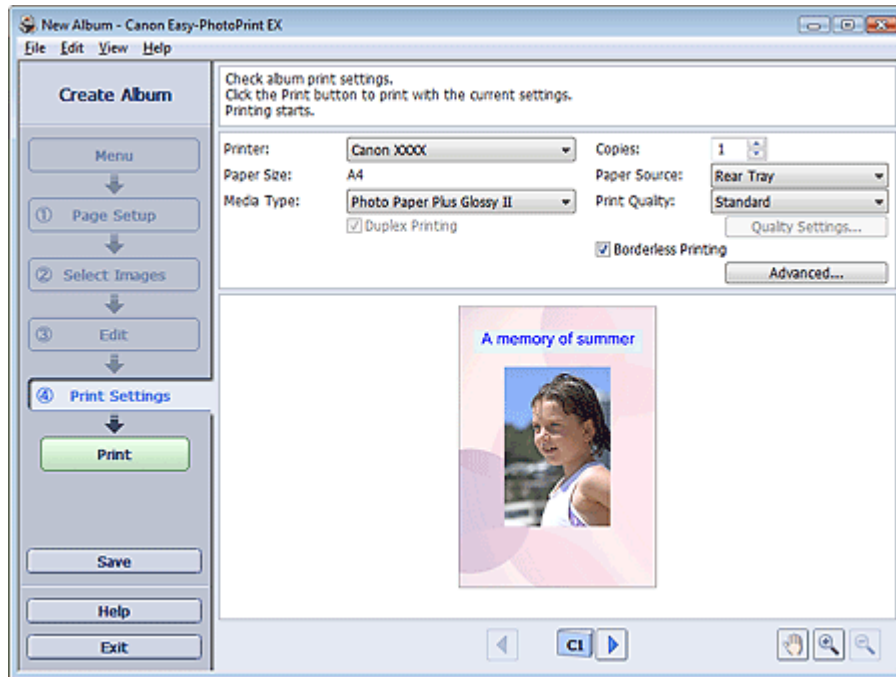 New Album - Canon Easy-PhotoPrint EX
File Edit View Help
Create Album
Menu
① Page Setup
② Select Images
③ Edit
④ Print Settings
Print
Save
Help
Exit
Check album print settings.
Click the Print button to print with the current settings.
Printing starts.
Printer: Canon XXXX Copies: 1
Paper Size: A4 Paper Source: Rear Tray
Media Type: Photo Paper Plus Glossy II Print Quality: Standard
Duplex Printing Quality Settings...
Borderless Printing
Advanced...
A memory of summer
C1